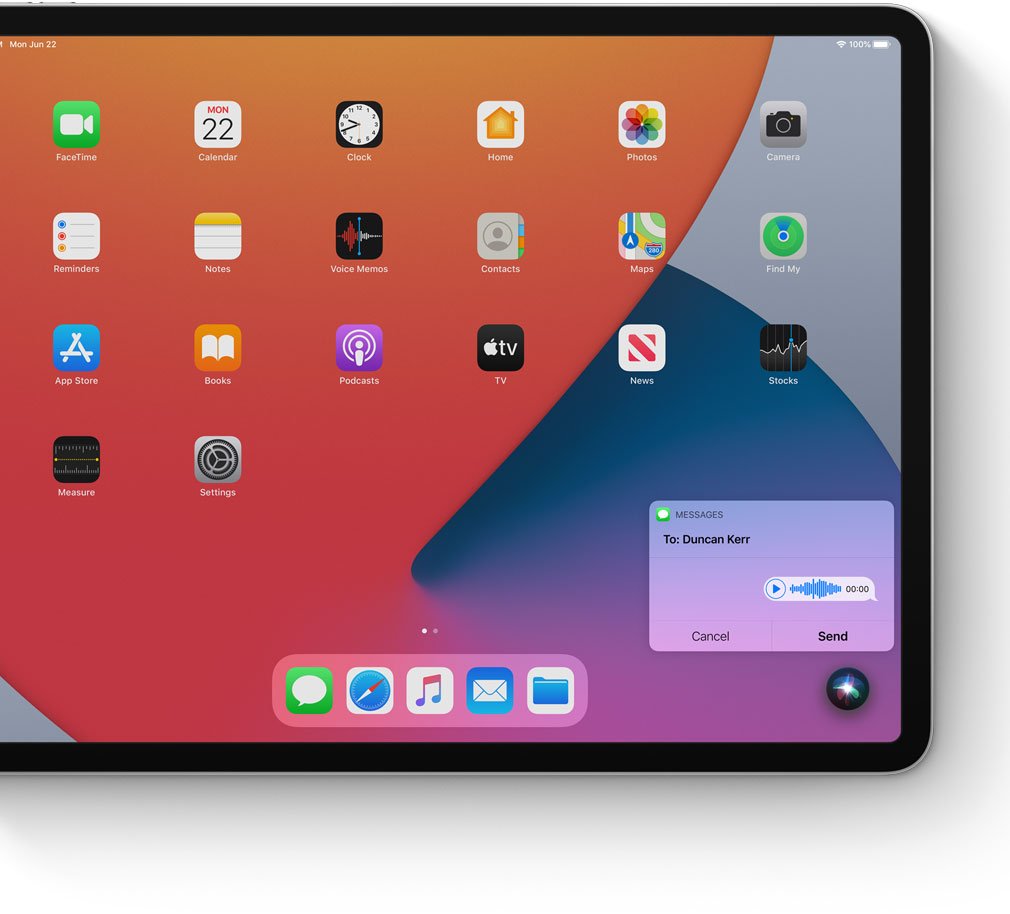 Mon Jun 22
100%
MON
22
FaceTime
Calendar
Clock
Home
Photos
Camera
280
Reminders
Notes
Voice Memos
Contacts
Maps
Find My
tv
App Store
Books
Podcasts
TV
News
Stocks
Measure
Settings
MESSAGES
To: Duncan Kerr
00:00
Cancel
Send